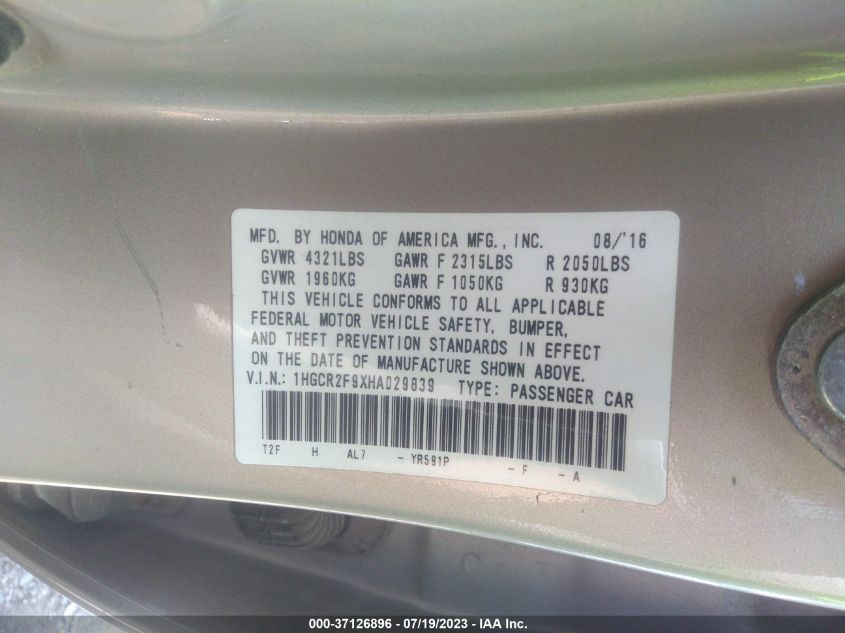 MFD. BY HONDA OF AMERICA MFG., INC. 08/'16
GVWR 4321LBS GAWR F 2315LBS R 2050LBS
GVWR 1960KG GAWR F 1050KG R 930KG
THIS VEHICLE CONFORMS TO ALL APPLICABLE
FEDERAL MOTOR VEHICLE SAFETY, BUMPER,
AND THEFT PREVENTION STANDARDS IN EFFECT
ON THE DATE OF MANUFACTURE SHOWN ABOVE.
V.I.N.: 1HGCR2F9XHA029839 TYPE: PASSENGER CAR
T2F H AL7 - YR591P - F - A
000-37126896 - 07/19/2023 - IAA Inc.